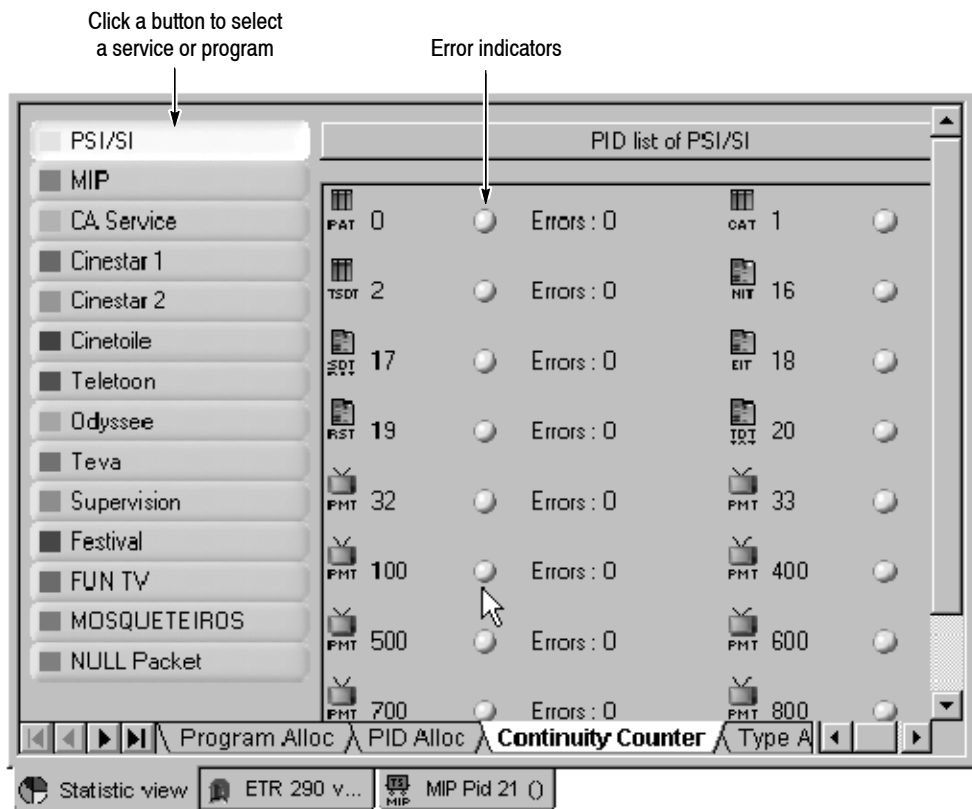 Click a button to select
a service or program
Error indicators
PSI/SI
MIP
CA Service
Cinestar 1
Cinestar 2
Cinetoile
Teletoon
Odyssee
Teva
Supervision
Festival
FUN TV
MOSQUETEIROS
NULL Packet
PID list of PSI/SI
PAT 0 Errors : 0 CAT 1
TSDT 2 Errors : 0 NIT 16
SDT 17 Errors : 0 EIT 18
RST 19 Errors : 0 TDT 20
PMT 32 Errors : 0 PMT 33
PMT 100 Errors : 0 PMT 400
PMT 500 Errors : 0 PMT 600
PMT 700 Errors : 0 PMT 800
Program Alloc PID Alloc Continuity Counter Type A
Statistic view ETR 290 v... TS MIP MIP Pid 21 ()